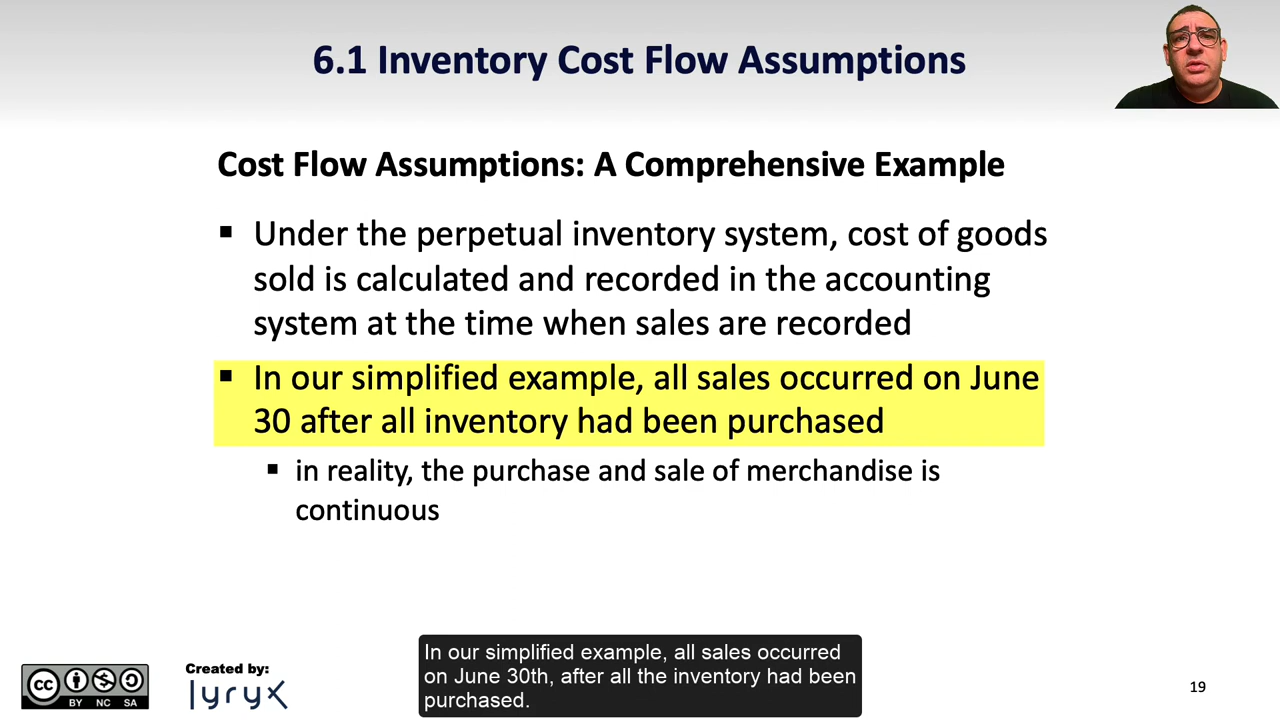 6.1 Inventory Cost Flow Assumptions
Cost Flow Assumptions: A Comprehensive Example
▪ Under the perpetual inventory system, cost of goods
sold is calculated and recorded in the accounting
system at the time when sales are recorded
▪ In our simplified example, all sales occurred on June
30 after all inventory had been purchased
▪ in reality, the purchase and sale of merchandise is
continuous
In our simplified example, all sales occurred
on June 30th, after all the inventory had been
purchased.
cc
BY NC SA
Created by:
lyryx
19